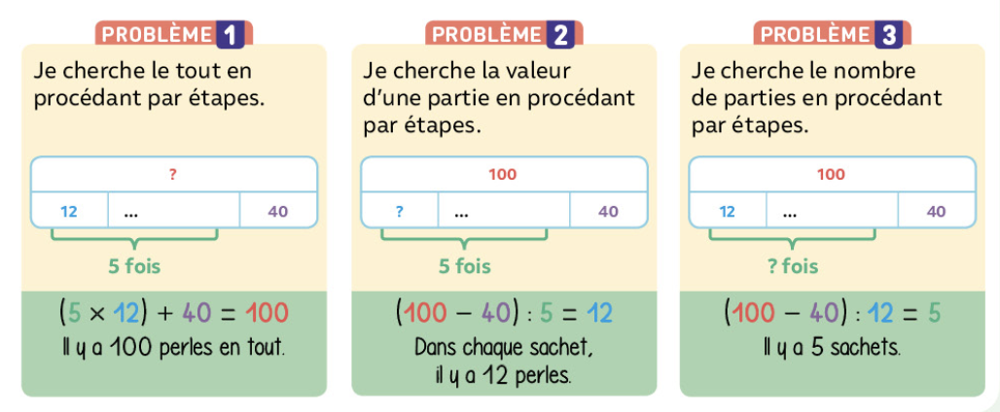 PROBLÈME 1
Je cherche le tout en
procédant par étapes.
?
12 ... 40
5 fois
(5 × 12) + 40 = 100
Il y a 100 perles en tout.
PROBLÈME 2
Je cherche la valeur
d’une partie en procédant
par étapes.
100
? ... 40
5 fois
(100 – 40) : 5 = 12
Dans chaque sachet,
il y a 12 perles.
PROBLÈME 3
Je cherche le nombre
de parties en procédant
par étapes.
100
12 ... 40
? fois
(100 – 40) : 12 = 5
Il y a 5 sachets.